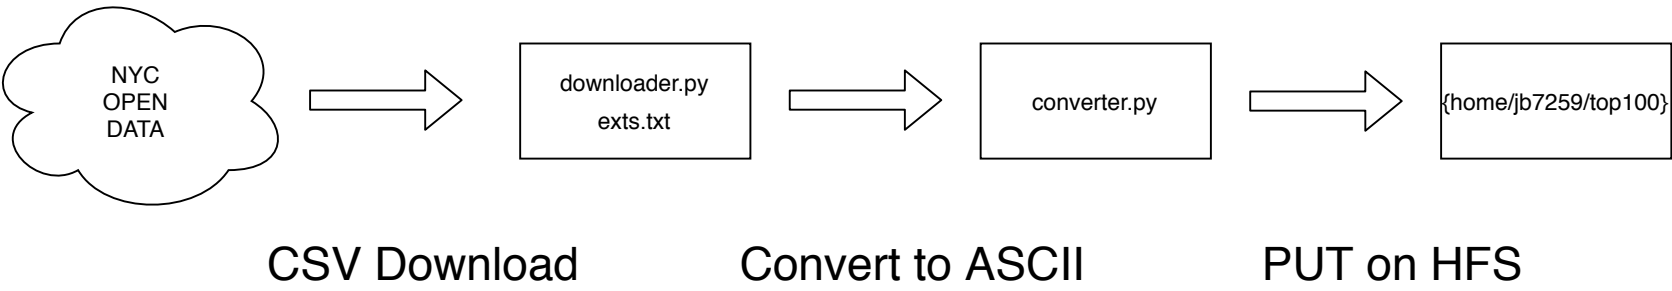 NYC
OPEN
DATA
downloader.py
exts.txt
converter.py
{home/jb7259/top100}
CSV Download
Convert to ASCII
PUT on HFS